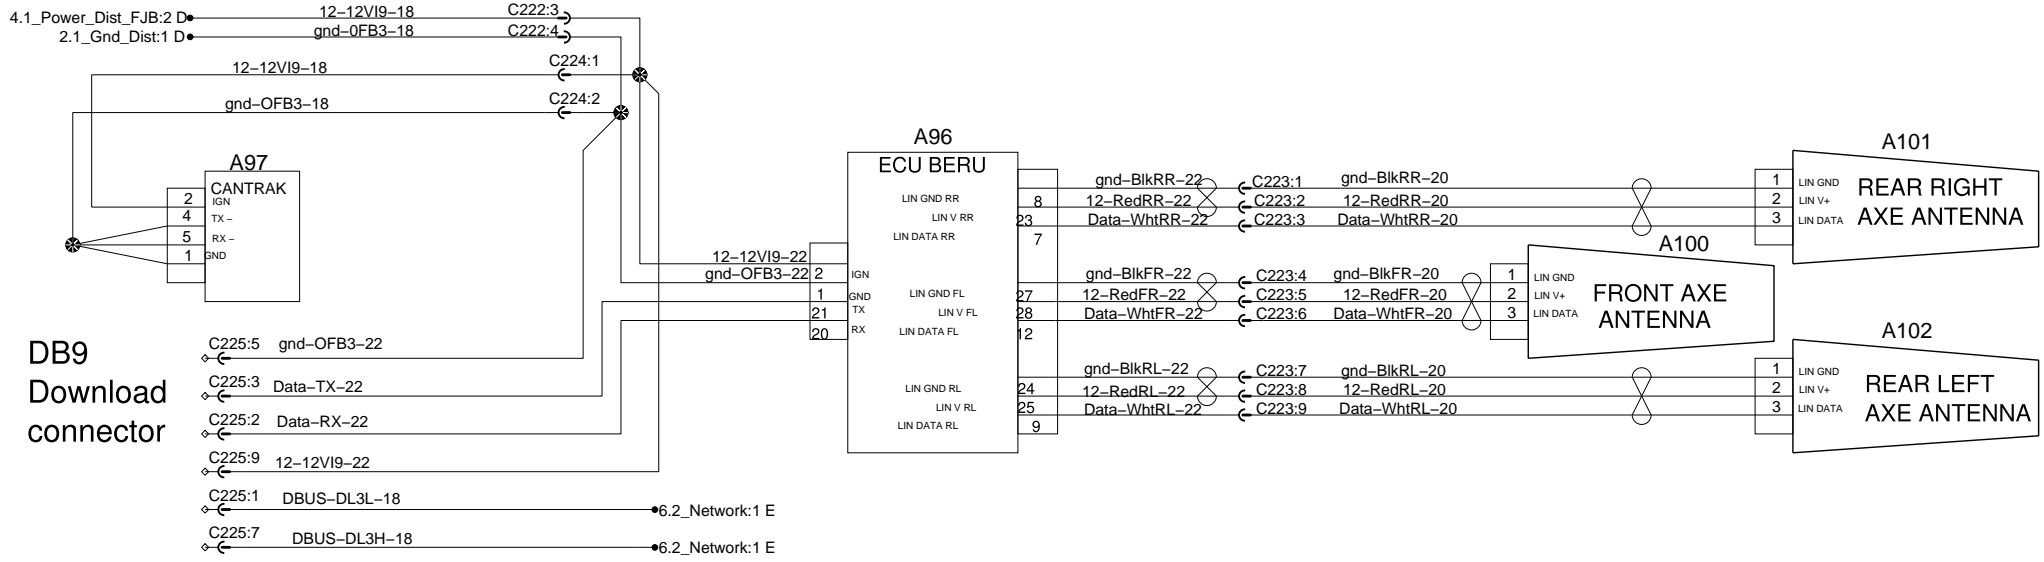 4.1_Power_Dist_FJB:2 D
12-12VI9-18
C222:3
2.1_Gnd_Dist:1 D
gnd-0FB3-18
C222:4
12-12VI9-18
C224:1
gnd-OFB3-18
C224:2
A97
CANTRAK
2
IGN
4
TX -
5
RX -
1
GND
12-12VI9-22
gnd-OFB3-22
A96
ECU BERU
2
IGN
1
GND
21
TX
20
RX
LIN GND RR
8
LIN V RR
23
LIN DATA RR
7
LIN GND FL
27
LIN V FL
28
LIN DATA FL
12
LIN GND RL
24
LIN V RL
25
LIN DATA RL
9
gnd-BlkRR-22
C223:1
gnd-BlkRR-20
12-RedRR-22
C223:2
12-RedRR-20
Data-WhtRR-22
C223:3
Data-WhtRR-20
gnd-BlkFR-22
C223:4
gnd-BlkFR-20
12-RedFR-22
C223:5
12-RedFR-20
Data-WhtFR-22
C223:6
Data-WhtFR-20
gnd-BlkRL-22
C223:7
gnd-BlkRL-20
12-RedRL-22
C223:8
12-RedRL-20
Data-WhtRL-22
C223:9
Data-WhtRL-20
A101
1
LIN GND
2
LIN V+
3
LIN DATA
REAR RIGHT
AXE ANTENNA
A100
1
LIN GND
2
LIN V+
3
LIN DATA
FRONT AXE
ANTENNA
A102
1
LIN GND
2
LIN V+
3
LIN DATA
REAR LEFT
AXE ANTENNA
DB9
Download
connector
C225:5
gnd-OFB3-22
C225:3
Data-TX-22
C225:2
Data-RX-22
C225:9
12-12VI9-22
C225:1
DBUS-DL3L-18
6.2_Network:1 E
C225:7
DBUS-DL3H-18
6.2_Network:1 E